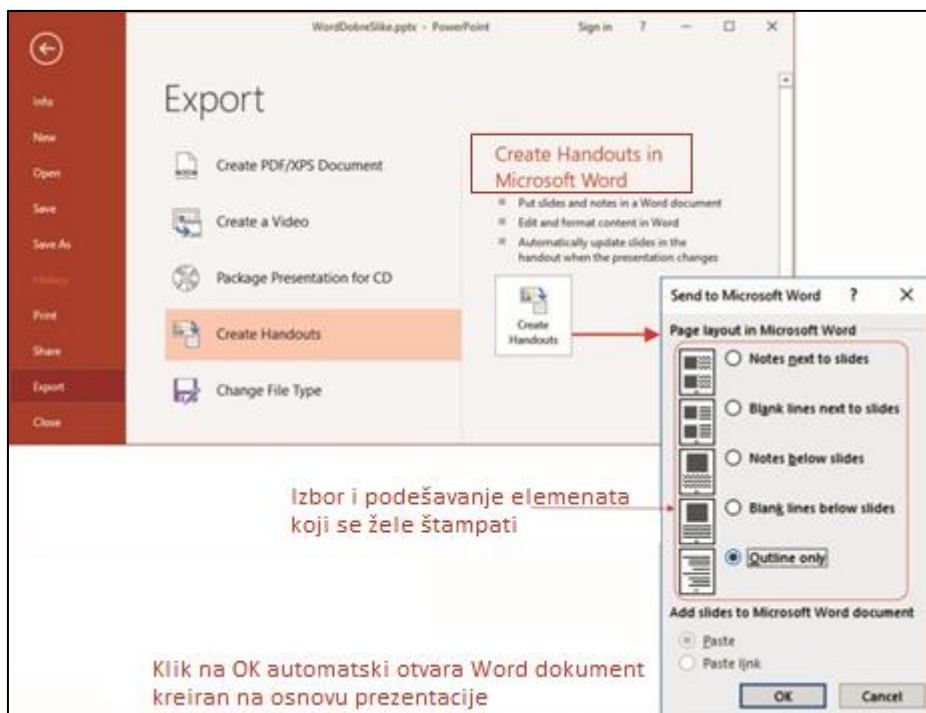 WordDobreSlike.pptx - PowerPoint
Sign in ?
Info
New
Open
Save
Save As
History
Print
Share
Export
Close
Export
Create PDF/XPS Document
Create a Video
Package Presentation for CD
Create Handouts
Change File Type
Create Handouts in
Microsoft Word
Put slides and notes in a Word document
Edit and format content in Word
Automatically update slides in the
handout when the presentation changes
Create
Handouts
Send to Microsoft Word ?
Page layout in Microsoft Word
Notes next to slides
Blank lines next to slides
Notes below slides
Blank lines below slides
Outline only
Add slides to Microsoft Word document
Paste
Paste link
OK Cancel
Izbor i podešavanje elemenata
koji se žele štampati
Klik na OK automatski otvara Word dokument
kreiran na osnovu prezentacije